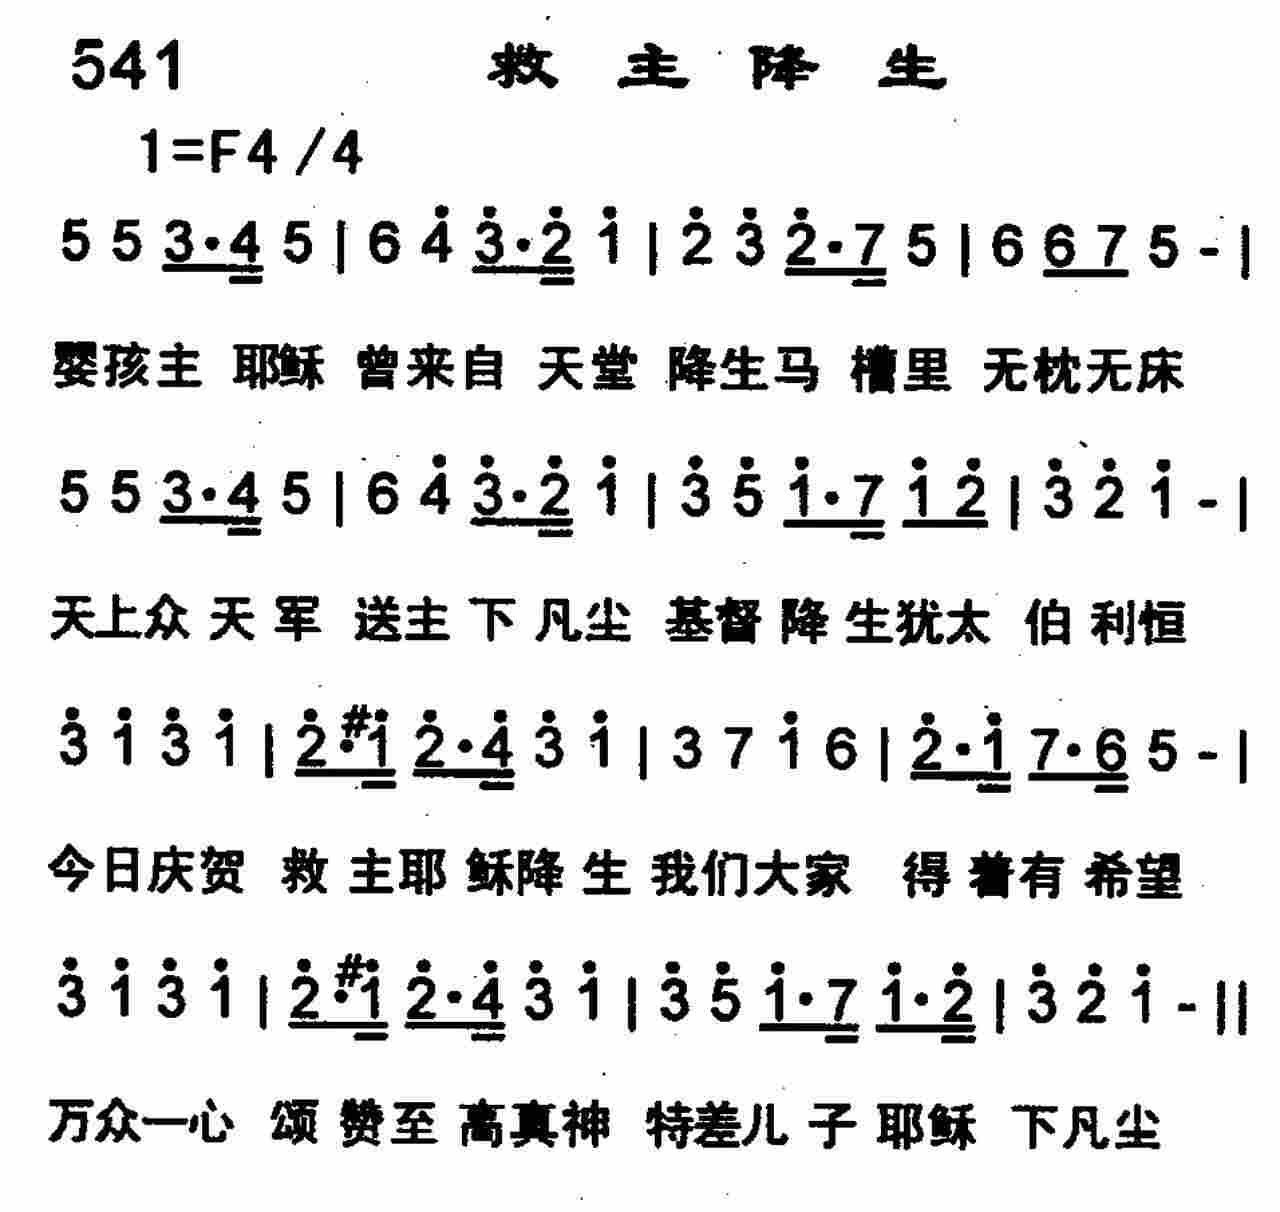 541 救主降生
1=F4/4
5 5 3·4 5 | 6 4̇ 3̇·2̇ 1̇ | 2̇ 3̇ 2̇·7 5 | 6 6 7 5 - |
婴孩主 耶稣 曾来自 天堂 降生马 槽里 无枕无床
5 5 3·4 5 | 6 4̇ 3̇·2̇ 1̇ | 3̇ 5̇ 1̇·7 1̇ 2̇ | 3̇ 2̇ 1̇ - |
天上众 天 军 送主 下 凡尘 基督 降 生犹太 伯 利恒
3̇ 1̇ 3̇ 1̇ | 2̇·#1̇ 2̇·4̇ 3̇ 1̇ | 3 7 1̇ 6 | 2̇·1̇ 7·6 5 - |
今日庆贺 救 主耶 稣降 生 我们大家 得 着有 希望
3̇ 1̇ 3̇ 1̇ | 2̇·#1̇ 2̇·4̇ 3̇ 1̇ | 3̇ 5̇ 1̇·7 1̇·2̇ | 3̇ 2̇ 1̇ - ||
万众一心 颂 赞至 高真神 特差儿 子 耶稣 下凡尘